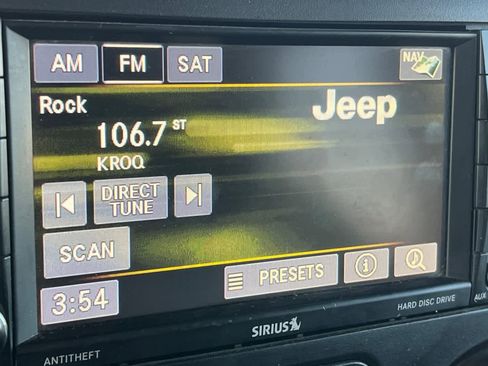 AM FM SAT NAV
Rock
Jeep
106.7 ST
KROQ
DIRECT
TUNE
SCAN
PRESETS
3:54
SIRIUS
HARD DISC DRIVE
AUX
ANTITHEFT